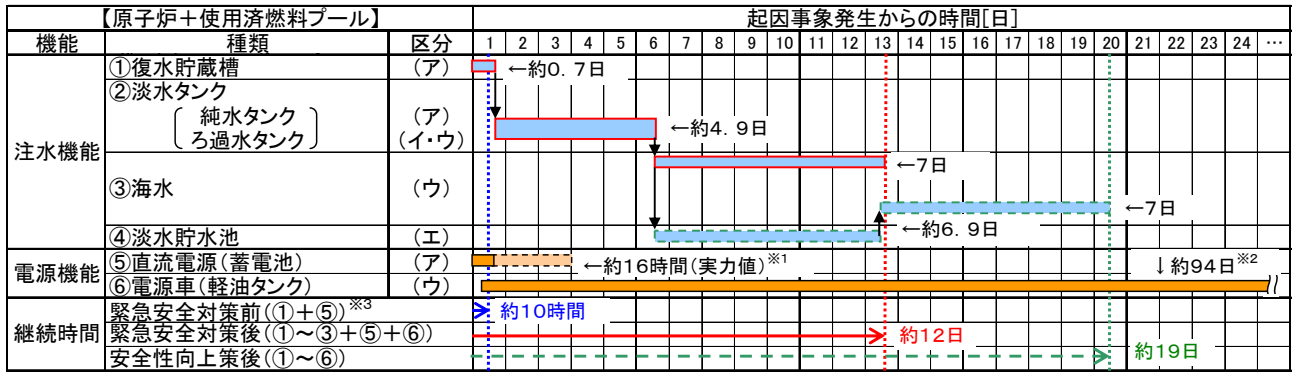 【原子炉＋使用済燃料プール】 起因事象発生からの時間[日]
機能 種類 区分 1 2 3 4 5 6 7 8 9 10 11 12 13 14 15 16 17 18 19 20 21 22 23 24 …
注水機能 ①復水貯蔵槽 (ア) ←約0．7日
②淡水タンク
純水タンク (ア)
ろ過水タンク (イ・ウ) ←約4．9日
←7日
③海水 (ウ)
←7日
④淡水貯水池 (エ) ←約6．9日
電源機能 ⑤直流電源(蓄電池) (ア) ←約16時間(実力値)※1 ↓約94日※2
⑥電源車(軽油タンク) (ウ)
継続時間 緊急安全対策前(①＋⑤)※3 約10時間
緊急安全対策後(①～③＋⑤＋⑥) 約12日
安全性向上策後(①～⑥) 約19日